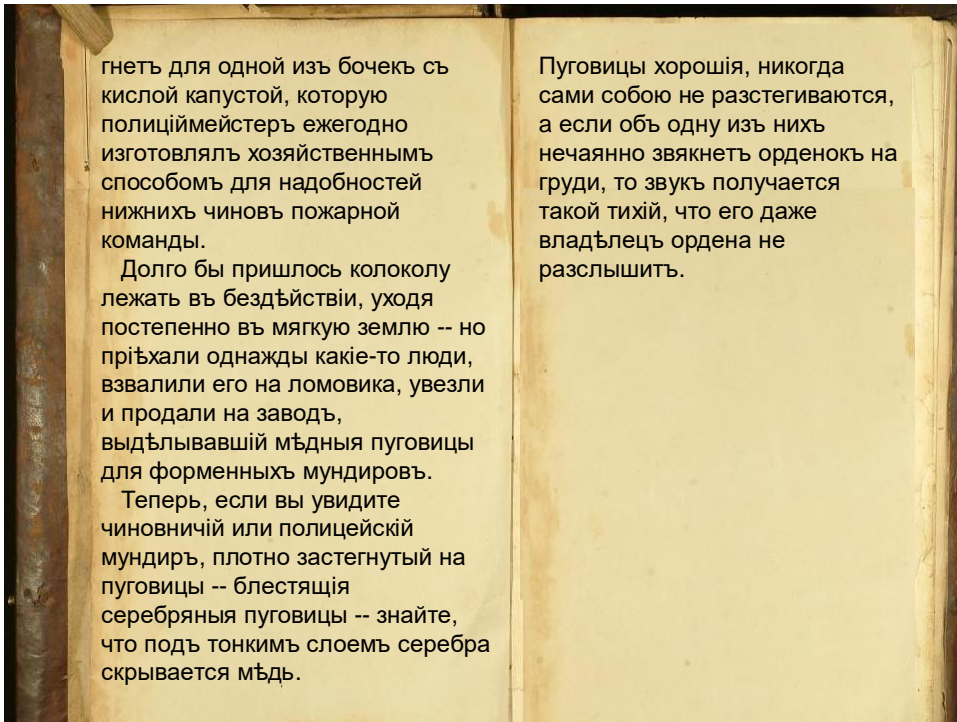 гнетъ для одной изъ бочекъ съ
кислой капустой, которую
полиціймейстеръ ежегодно
изготовлялъ хозяйственнымъ
способомъ для надобностей
нижнихъ чиновъ пожарной
команды.
Долго бы пришлось колоколу
лежать въ бездѣйствіи, уходя
постепенно въ мягкую землю -- но
пріѣхали однажды какіе-то люди,
взвалили его на ломовика, увезли
и продали на заводъ,
выдѣлывавшій мѣдныя пуговицы
для форменныхъ мундировъ.
Теперь, если вы увидите
чиновничій или полицейскій
мундиръ, плотно застегнутый на
пуговицы -- блестящія
серебряныя пуговицы -- знайте,
что подъ тонкимъ слоемъ серебра
скрывается мѣдь.
Пуговицы хорошія, никогда
сами собою не разстегиваются,
а если объ одну изъ нихъ
нечаянно звякнетъ орденокъ на
груди, то звукъ получается
такой тихій, что его даже
владѣлецъ ордена не
разслышитъ.